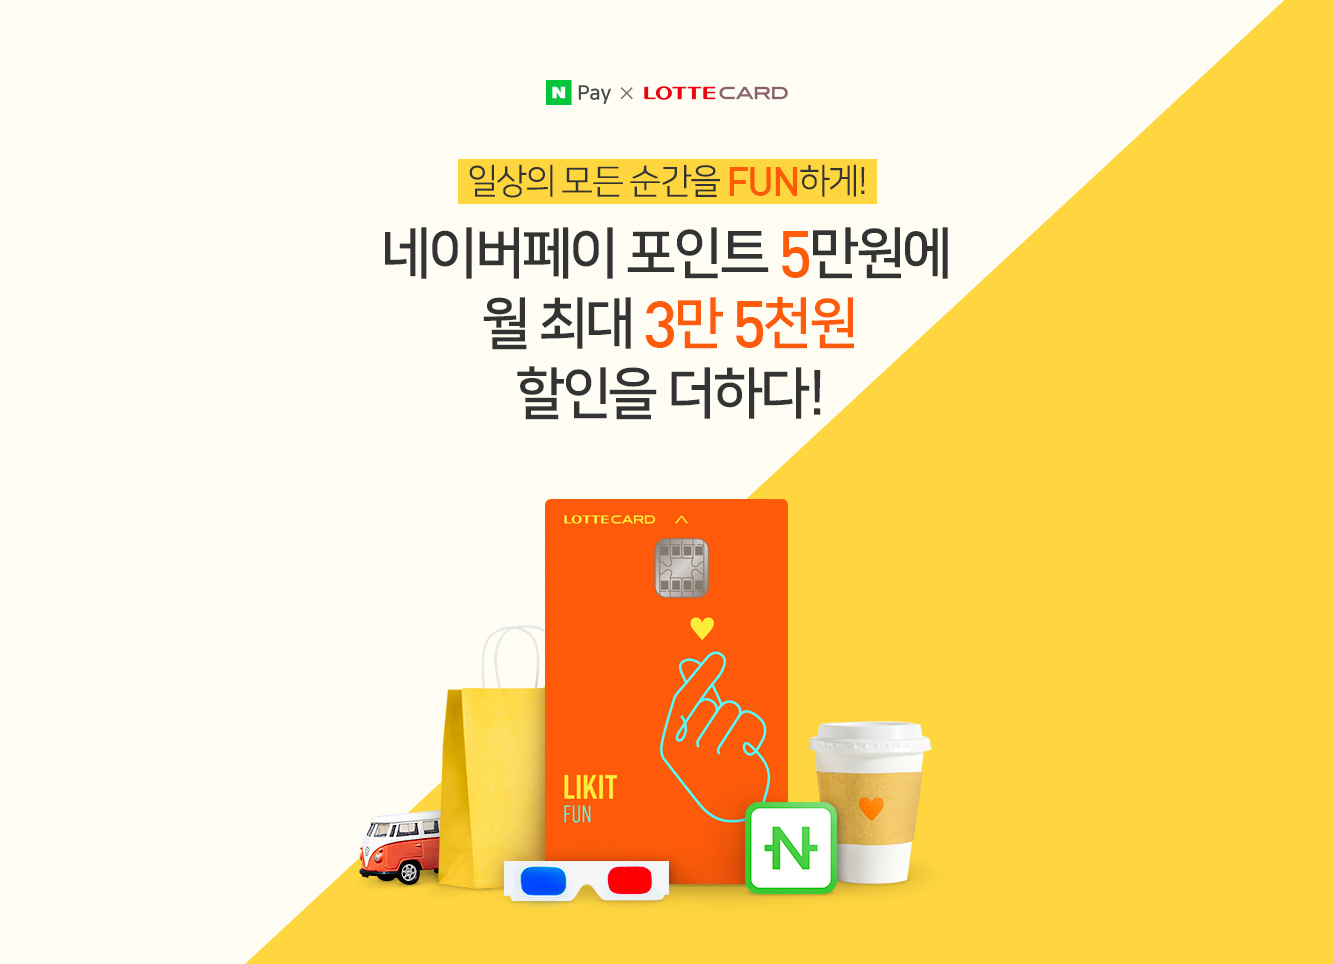 N Pay × LOTTECARD
일상의 모든 순간을 FUN하게!
네이버페이 포인트 5만원에
월 최대 3만 5천원
할인을 더하다!
LOTTECARD
LIKIT
FUN
N